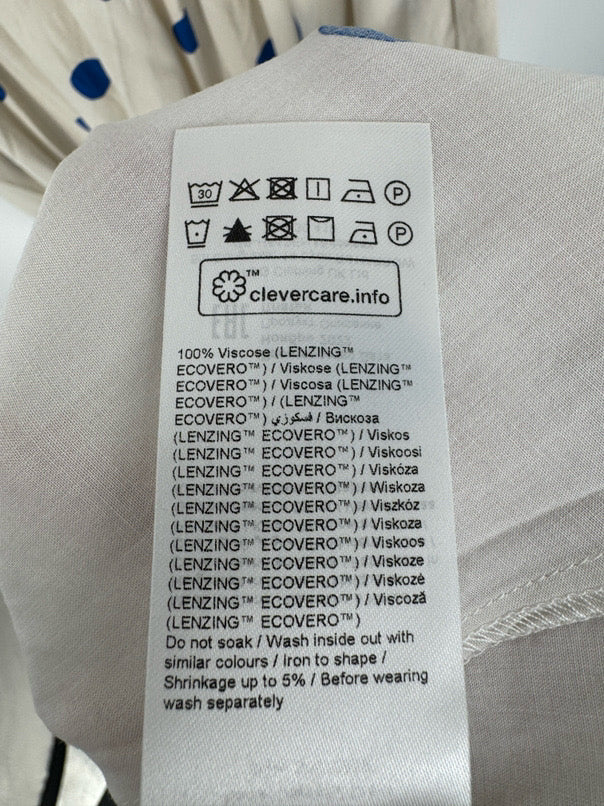 30 P
P
™
clevercare.info
100% Viscose (LENZING™
ECOVERO™) / Viskose (LENZING™
ECOVERO™) / Viscosa (LENZING™
ECOVERO™) / (LENZING™
ECOVERO™) فسكوزي / Вискоза
(LENZING™ ECOVERO™) / Viskos
(LENZING™ ECOVERO™) / Viskoosi
(LENZING™ ECOVERO™) / Viskóza
(LENZING™ ECOVERO™) / Wiskoza
(LENZING™ ECOVERO™) / Viszkóz
(LENZING™ ECOVERO™) / Viskoza
(LENZING™ ECOVERO™) / Viskoos
(LENZING™ ECOVERO™) / Viskoze
(LENZING™ ECOVERO™) / Viskozė
(LENZING™ ECOVERO™) / Viscoză
(LENZING™ ECOVERO™)
Do not soak / Wash inside out with
similar colours / Iron to shape /
Shrinkage up to 5% / Before wearing
wash separately